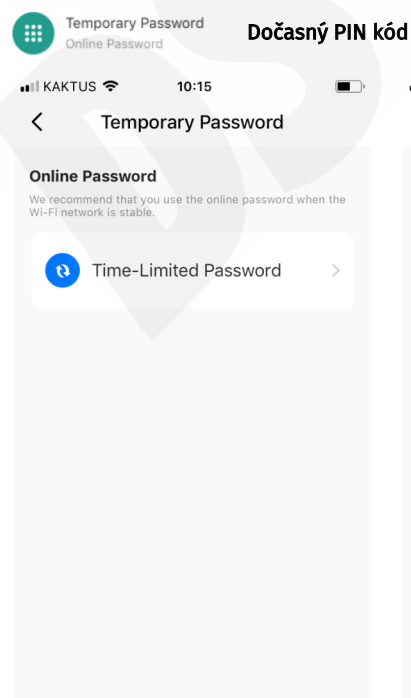 Temporary Password
Online Password
Dočasný PIN kód
KAKTUS
10:15
Temporary Password
Online Password
We recommend that you use the online password when the
Wi-Fi network is stable.
Time-Limited Password